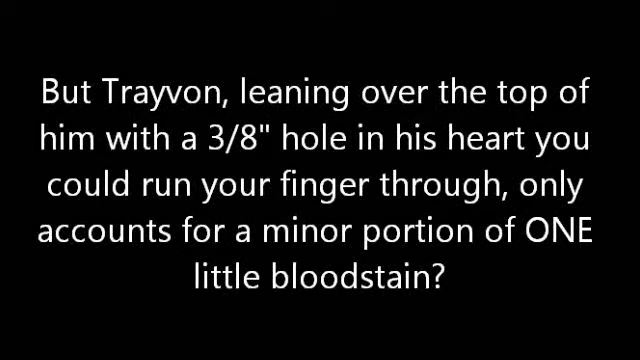 But Trayvon, leaning over the top of
him with a 3/8" hole in his heart you
could run your finger through, only
accounts for a minor portion of ONE
little bloodstain?